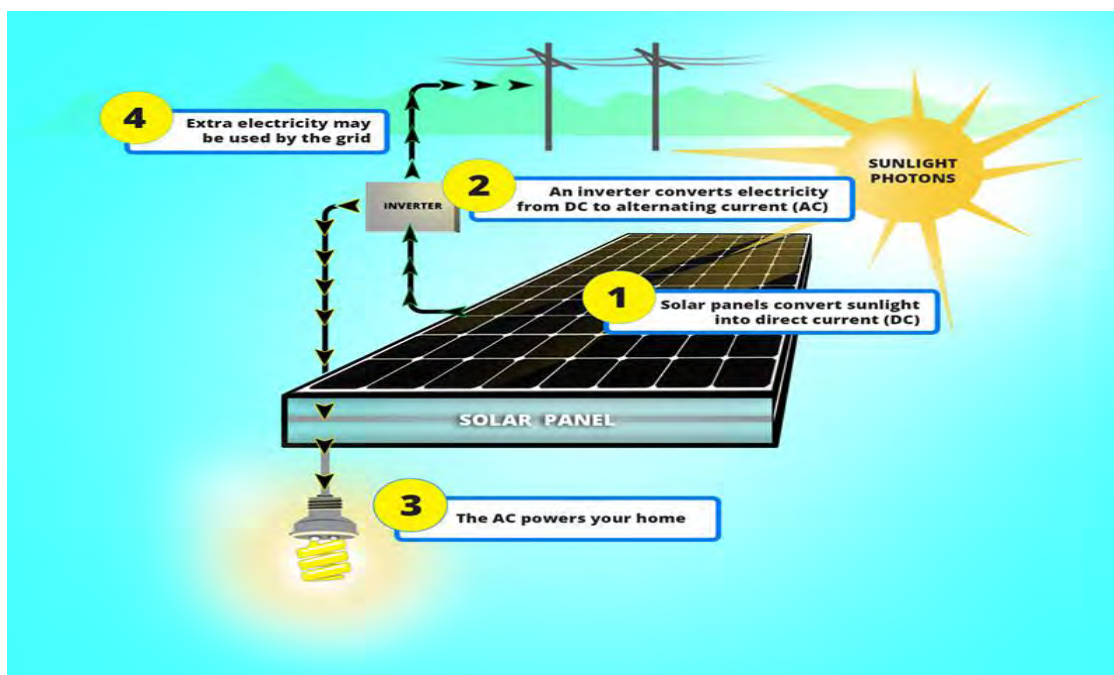 4
Extra electricity may
be used by the grid
SUNLIGHT
PHOTONS
INVERTER
2
An inverter converts electricity
from DC to alternating current (AC)
1
Solar panels convert sunlight
into direct current (DC)
SOLAR PANEL
3
The AC powers your home